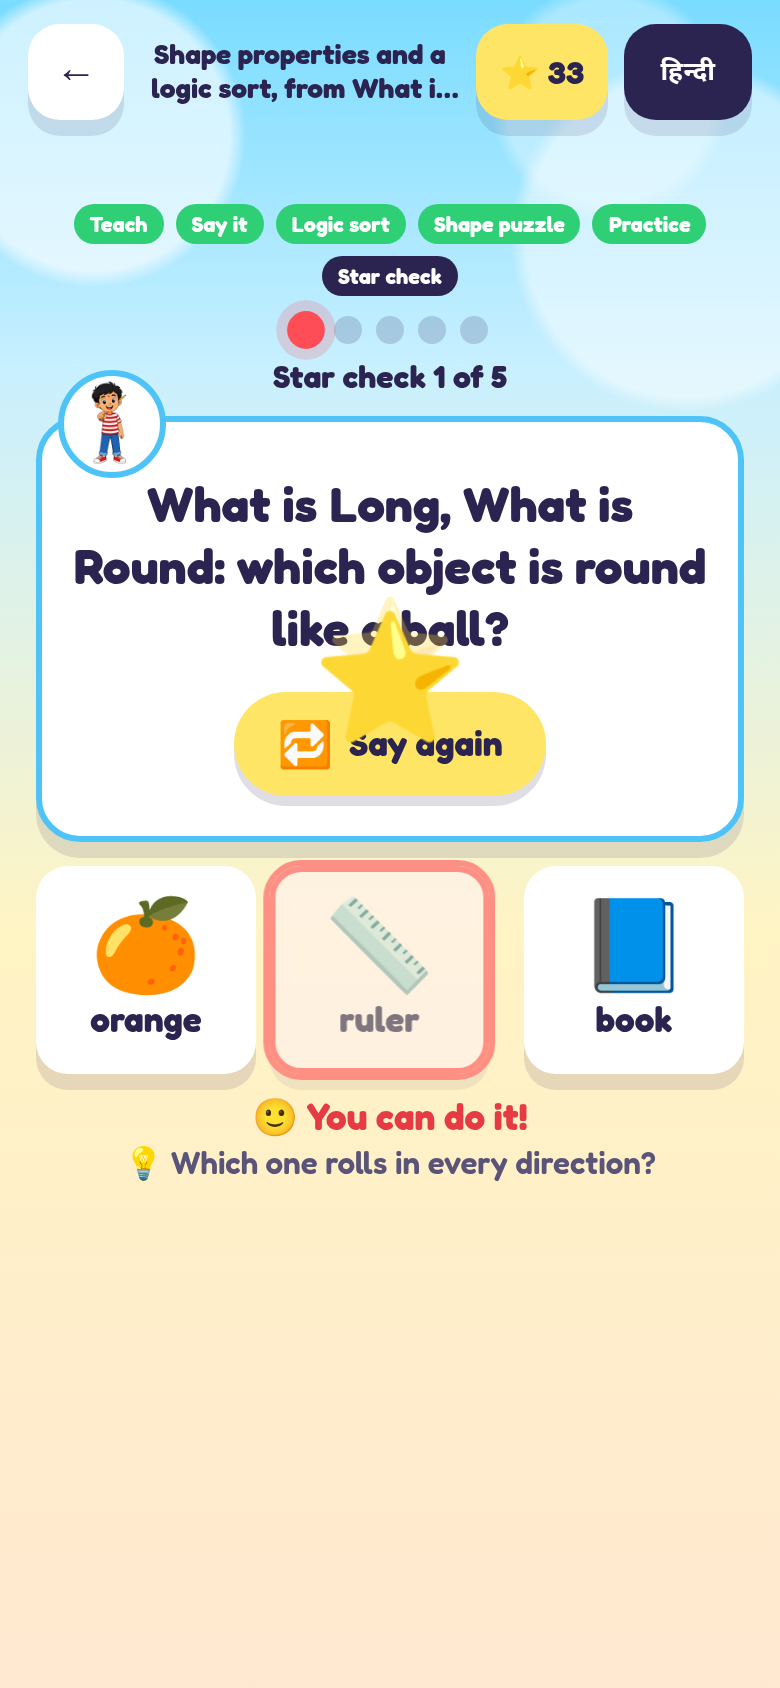 ←
Shape properties and a
logic sort, from What i...
33
हिन्दी
Teach
Say it
Logic sort
Shape puzzle
Practice
Star check
Star check 1 of 5
What is Long, What is
Round: which object is round
like a ball?
Say again
orange
ruler
book
You can do it!
Which one rolls in every direction?